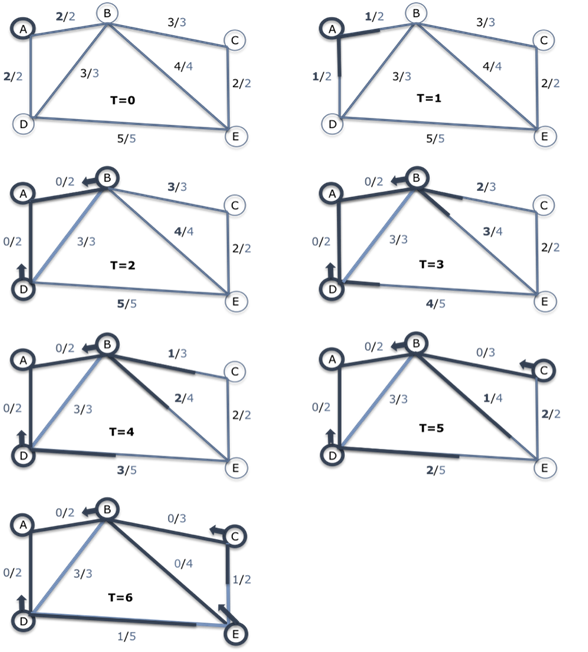 2/2
B
3/3
C
A
2/2
3/3
4/4
2/2
T=0
D
5/5
E
1/2
B
3/3
C
A
1/2
3/3
4/4
2/2
T=1
D
5/5
E
0/2
B
3/3
C
A
0/2
3/3
4/4
2/2
T=2
D
5/5
E
0/2
B
2/3
C
A
0/2
3/3
3/4
2/2
T=3
D
4/5
E
0/2
B
1/3
C
A
0/2
3/3
2/4
2/2
T=4
D
3/5
E
0/2
B
0/3
C
A
0/2
3/3
1/4
2/2
T=5
D
2/5
E
0/2
B
0/3
C
A
0/2
3/3
0/4
1/2
T=6
D
1/5
E